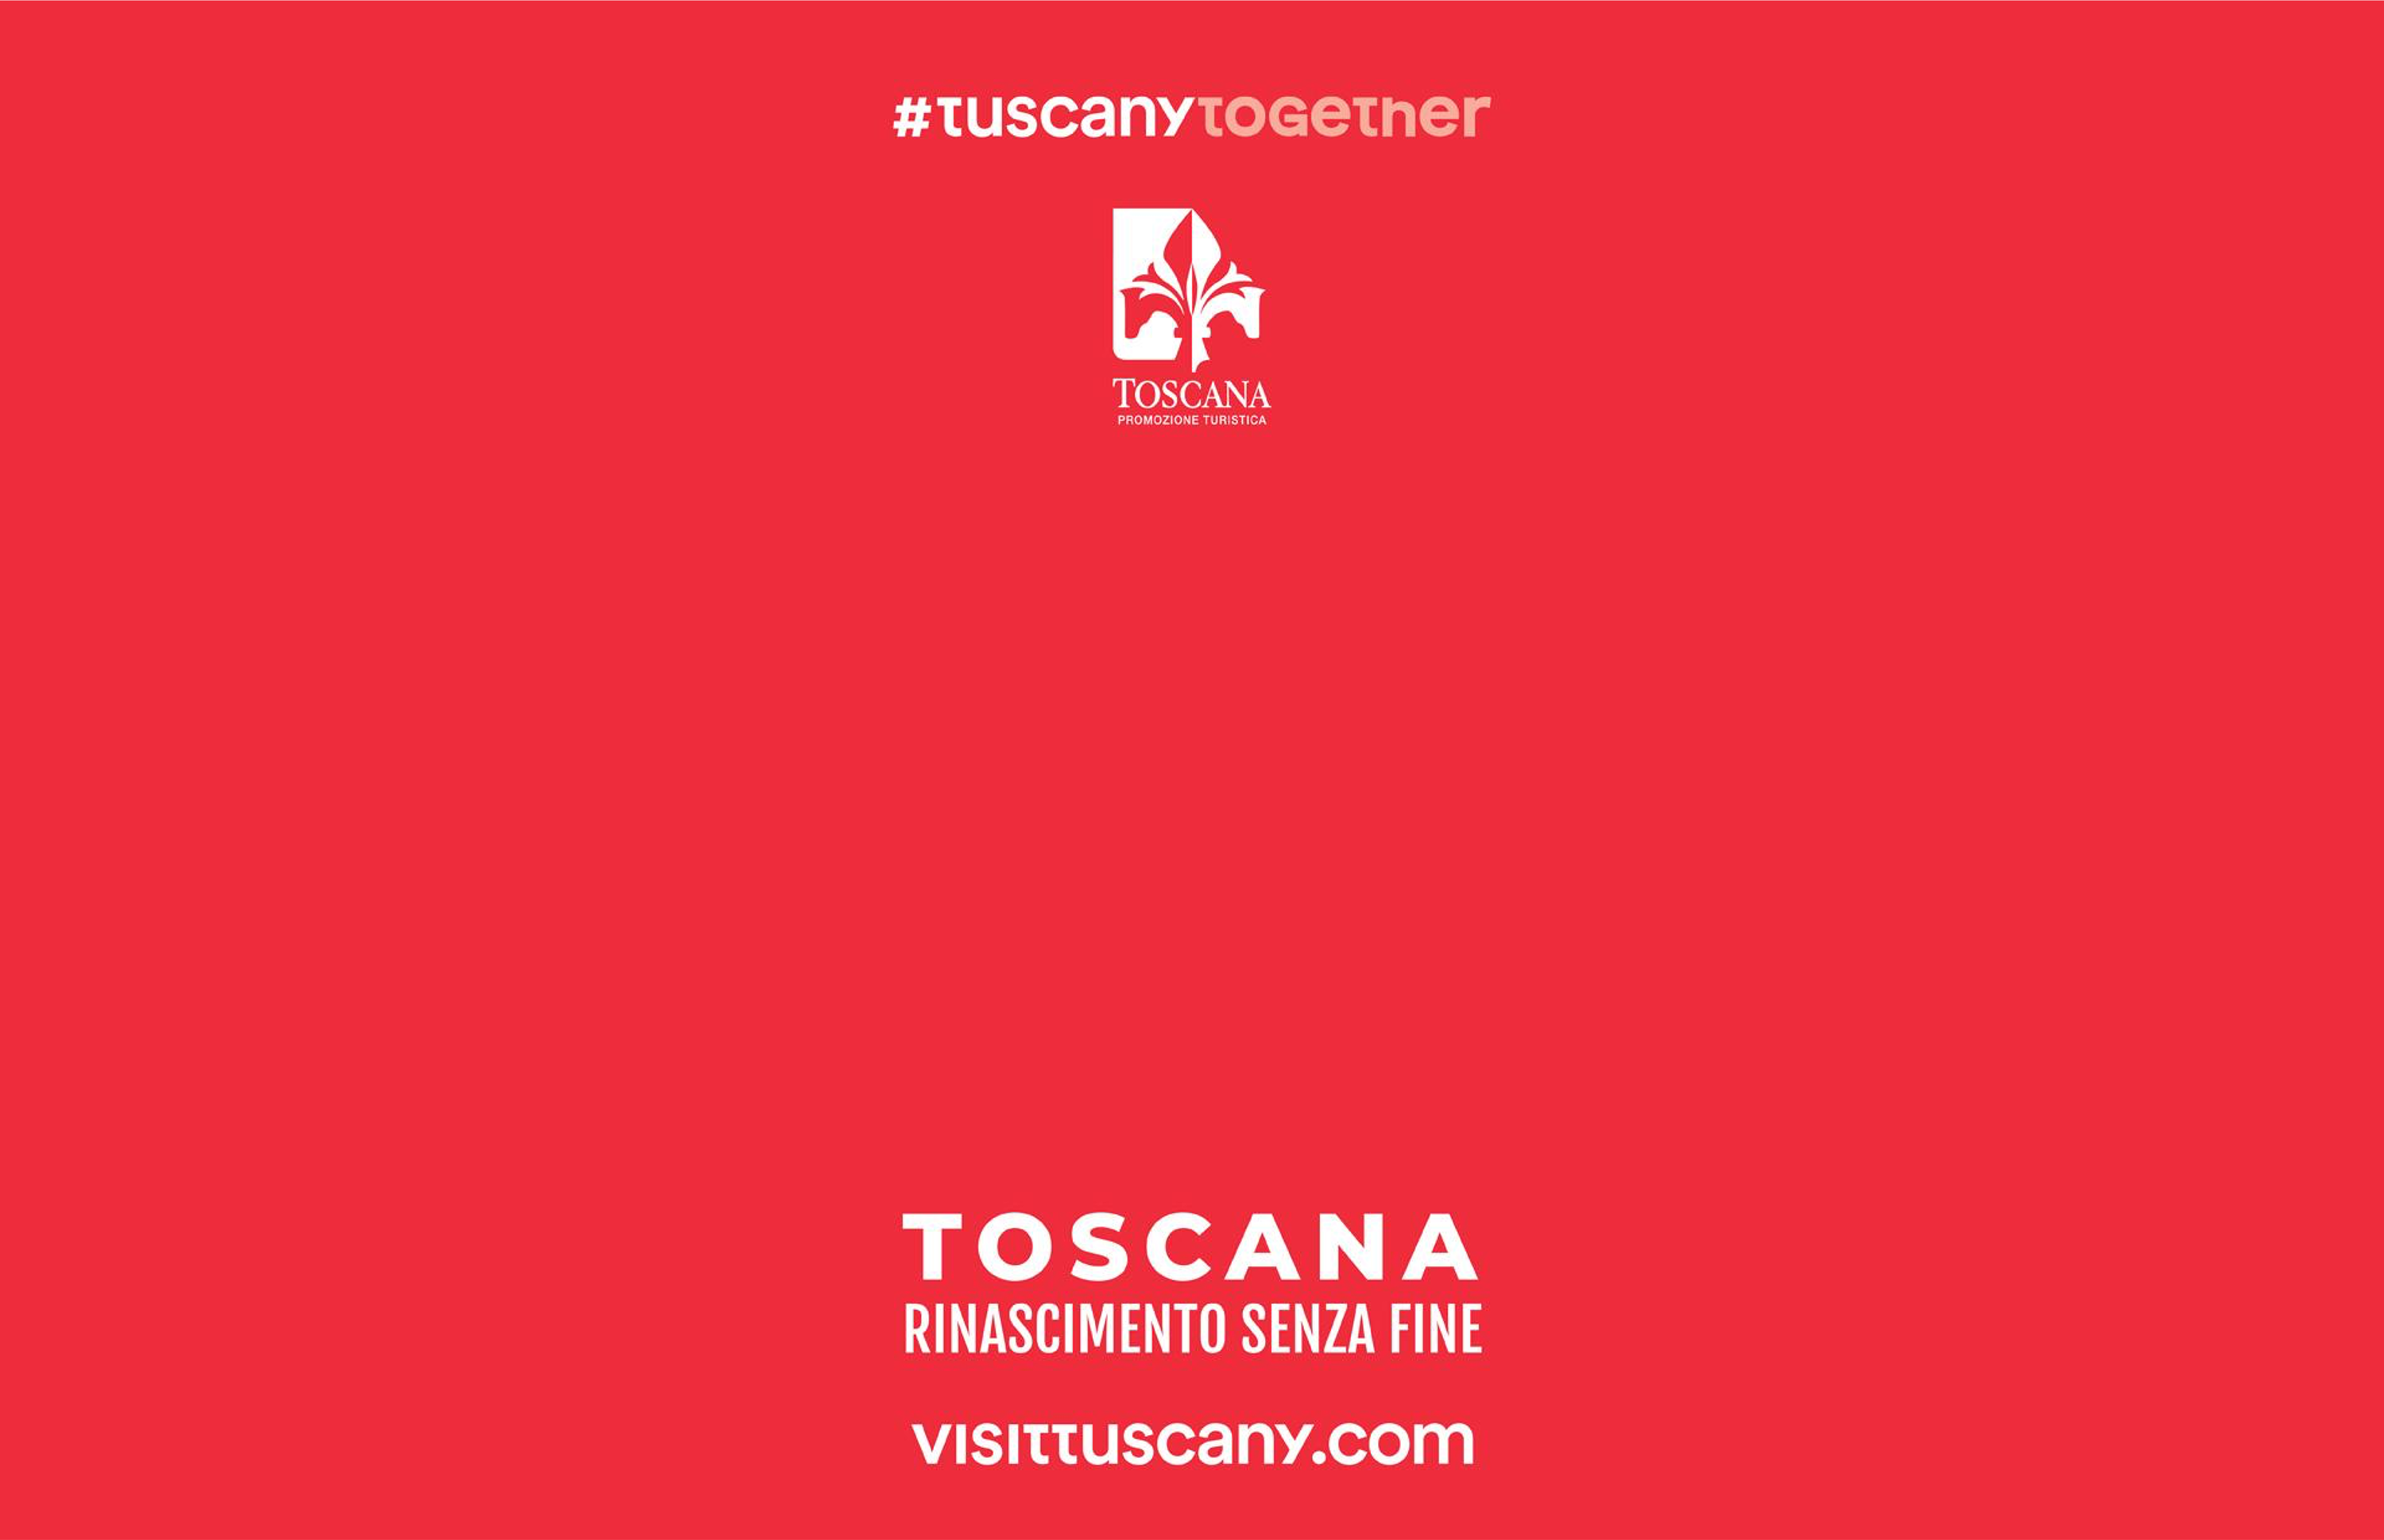 #tuscanytogether
TOSCANA
PROMOZIONE TURISTICA
TOSCANA
RINASCIMENTO SENZA FINE
visittuscany.com